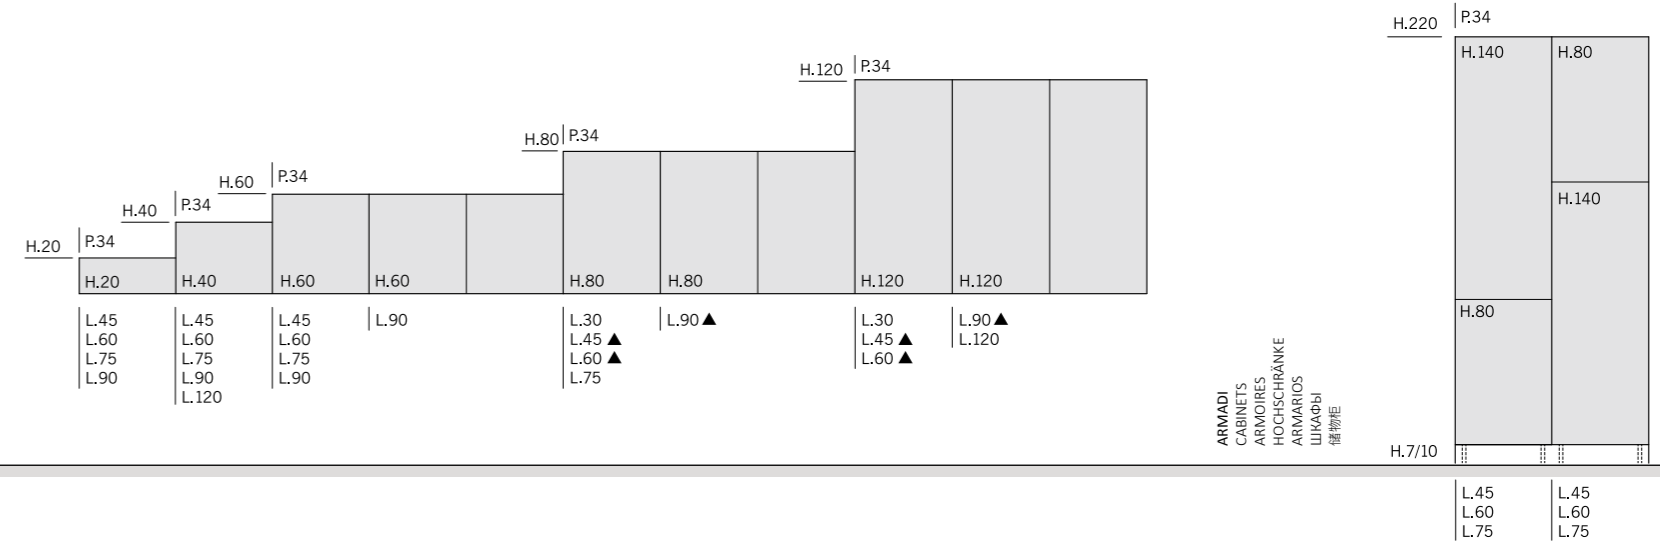 H.20
P.34
H.20
L.45
L.60
L.75
L.90
H.40
P.34
H.40
L.45
L.60
L.75
L.90
L.120
H.60
P.34
H.60
L.45
L.60
L.75
L.90
H.60
L.90
H.80
P.34
H.80
L.30
L.45 ▲
L.60 ▲
L.75
H.80
L.90 ▲
H.120
P.34
H.120
L.30
L.45 ▲
L.60 ▲
H.120
L.90 ▲
L.120
ARMADI
CABINETS
ARMOIRES
HOCHSCHRÄNKE
ARMARIOS
ШКАФЫ
储物柜
H.220
P.34
H.140
H.80
H.80
H.140
H.7/10
L.45
L.60
L.75
L.45
L.60
L.75